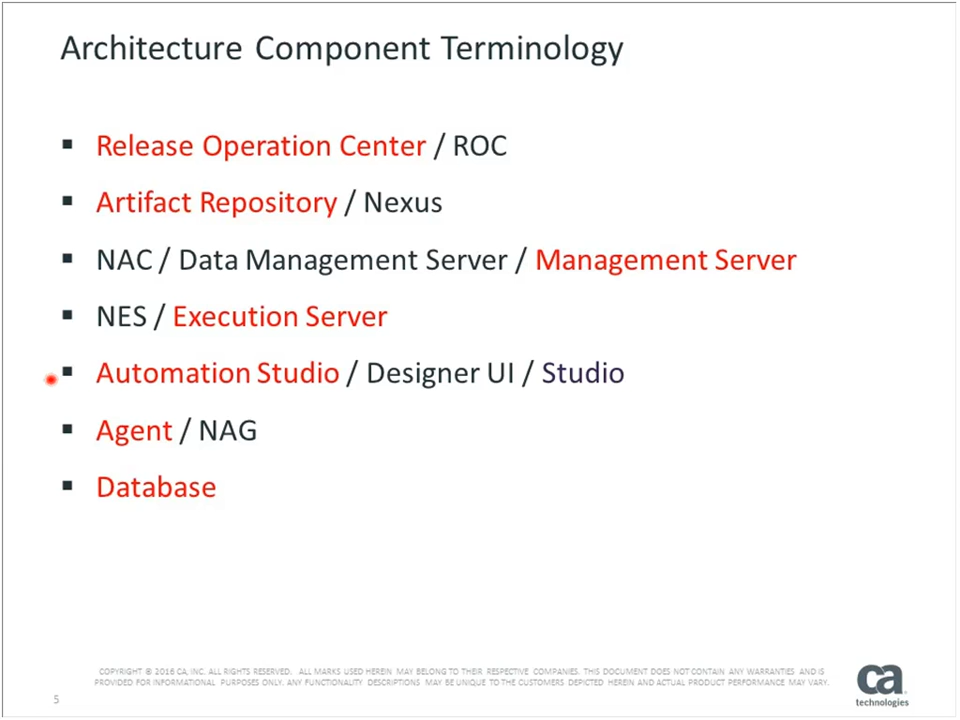 Architecture Component Terminology
▪ Release Operation Center / ROC
▪ Artifact Repository / Nexus
▪ NAC / Data Management Server / Management Server
▪ NES / Execution Server
▪ Automation Studio / Designer UI / Studio
▪ Agent / NAG
▪ Database
COPYRIGHT © 2016 CA, INC. ALL RIGHTS RESERVED. ALL MARKS USED HEREIN MAY BELONG TO THEIR RESPECTIVE COMPANIES. THIS DOCUMENT DOES NOT CONTAIN ANY WARRANTIES AND IS
PROVIDED FOR INFORMATIONAL PURPOSES ONLY. ANY FUNCTIONALITY DESCRIPTIONS MAY BE UNIQUE TO THE CUSTOMERS DEPICTED HEREIN AND ACTUAL PRODUCT PERFORMANCE MAY VARY.
5
ca
technologies